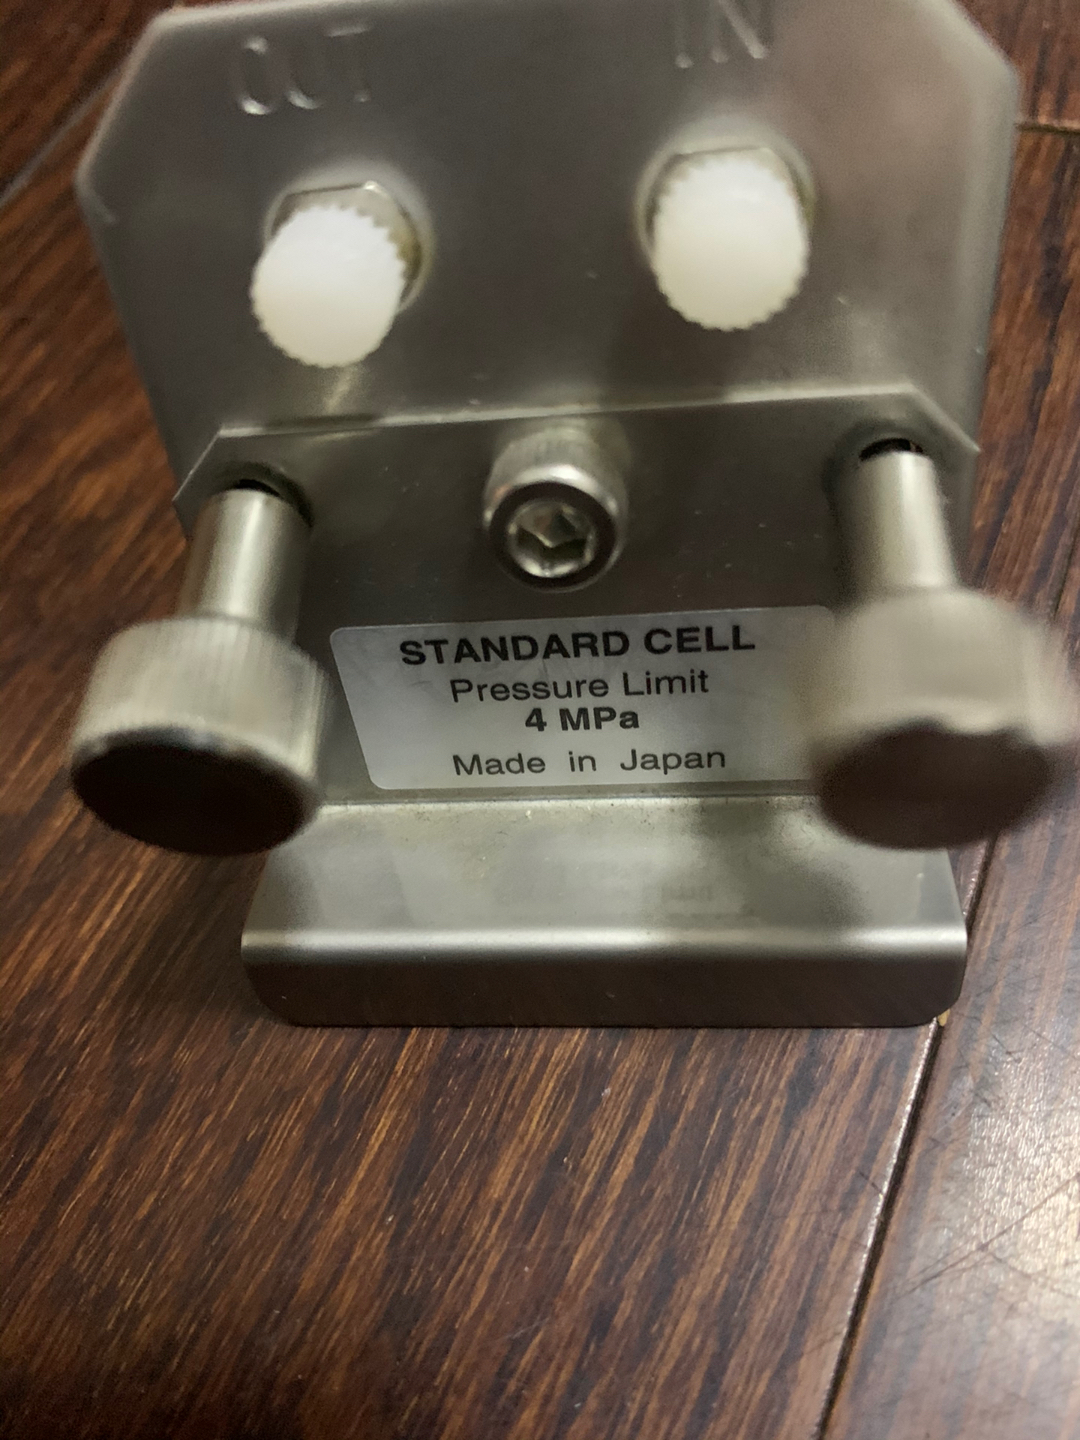 OUT IN
STANDARD CELL
Pressure Limit
4 MPa
Made in Japan